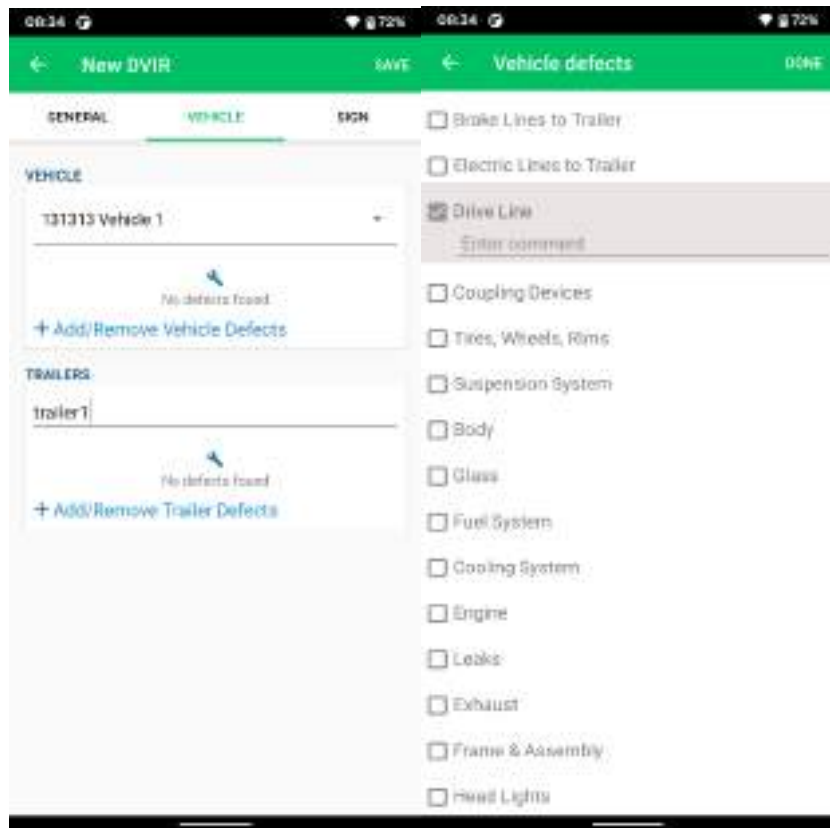 08:34 72%
New DVIR SAVE
GENERAL VEHICLE SIGN
VEHICLE
131313 Vehicle 1
No defects found
+ Add/Remove Vehicle Defects
TRAILERS
trailer1
No defects found
+ Add/Remove Trailer Defects
08:34 72%
Vehicle defects DONE
Brake Lines to Trailer
Electric Lines to Trailer
Drive Line
Enter comment
Coupling Devices
Tires, Wheels, Rims
Suspension System
Body
Glass
Fuel System
Cooling System
Engine
Leaks
Exhaust
Frame & Assembly
Head Lights